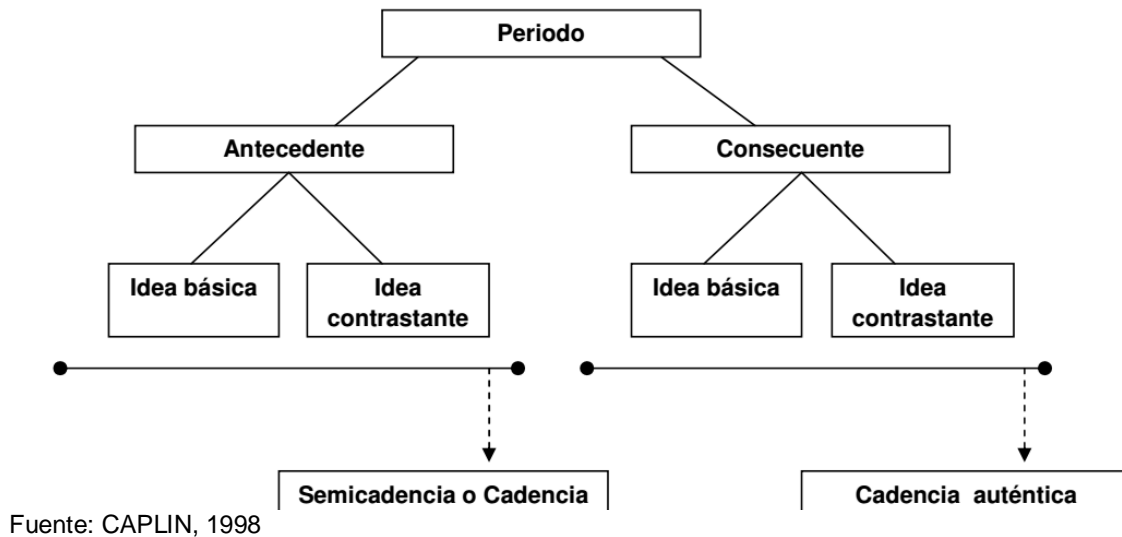 Periodo
Antecedente
Consecuente
Idea básica
Idea
contrastante
Idea básica
Idea
contrastante
Semicadencia o Cadencia
Cadencia auténtica
Fuente: CAPLIN, 1998